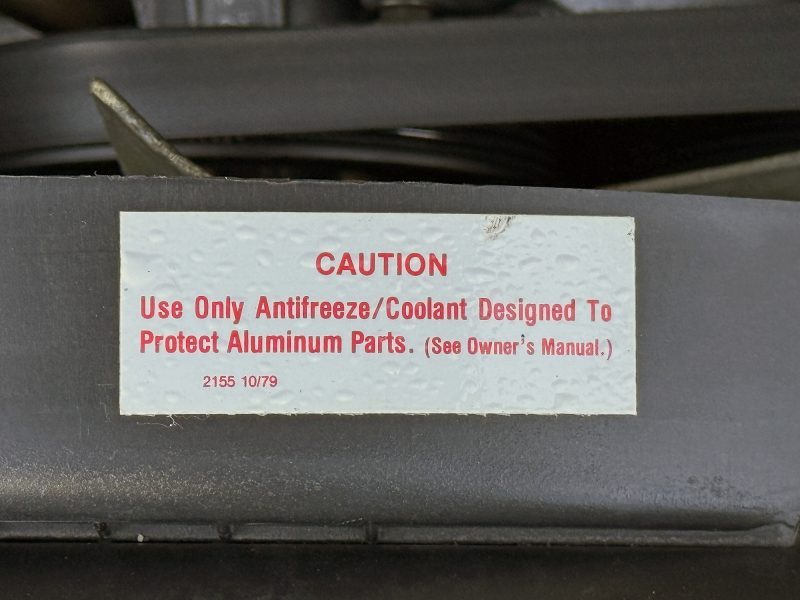 CAUTION
Use Only Antifreeze/Coolant Designed To
Protect Aluminum Parts. (See Owner's Manual.)
2155 10/79